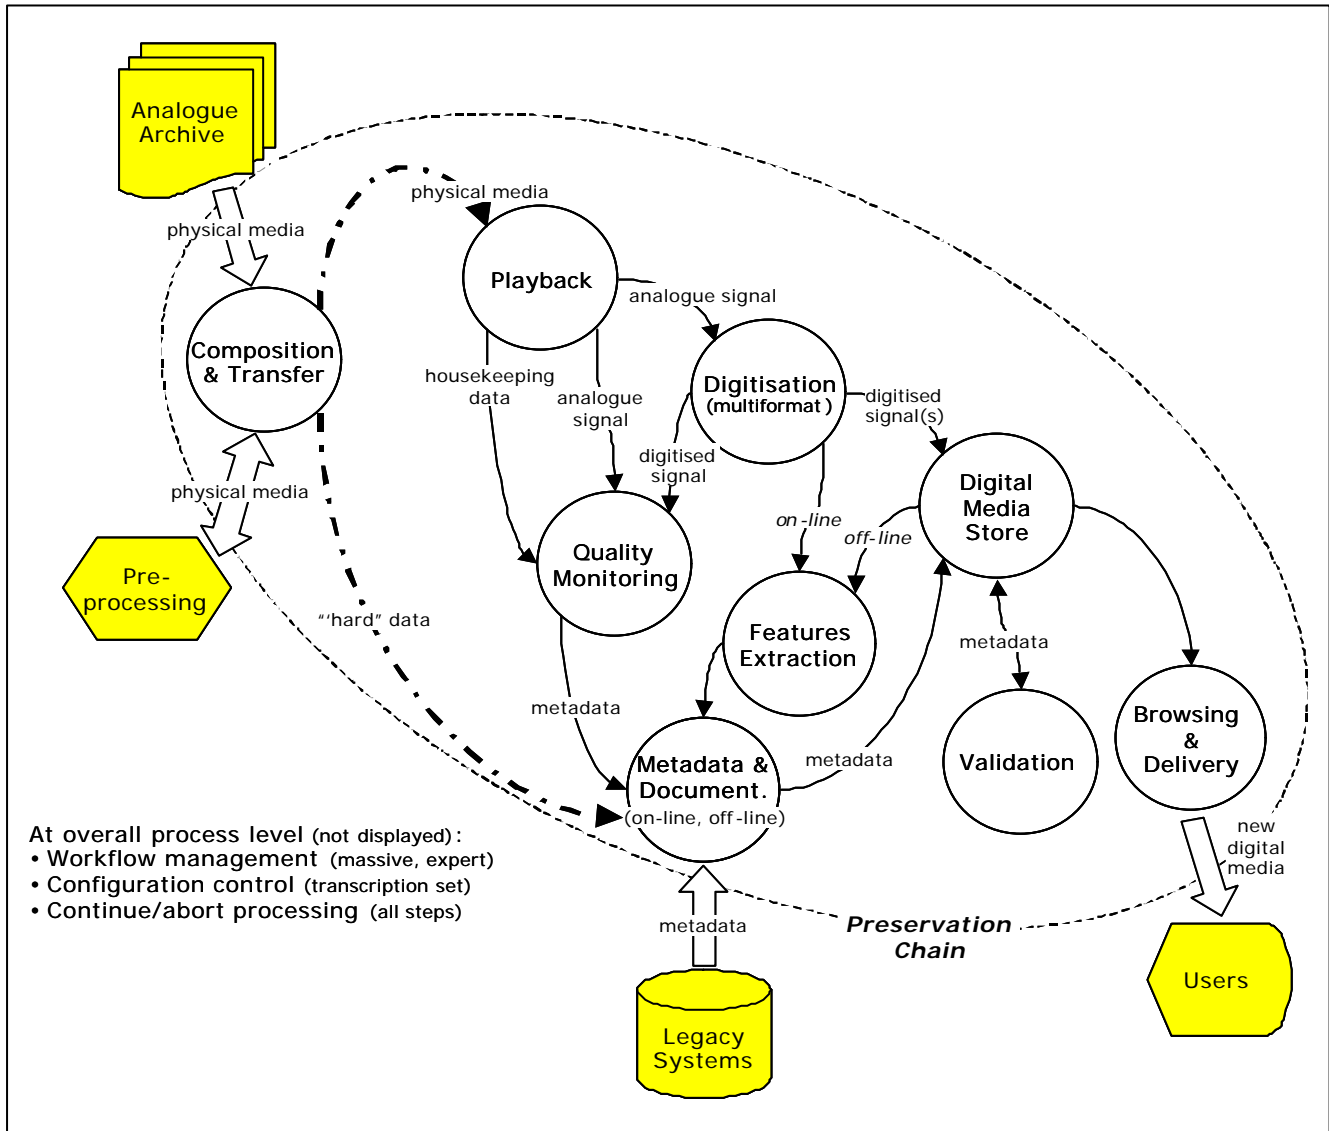 Analogue
Archive
physical media
physical media
Playback
analogue signal
Composition
& Transfer
housekeeping
data
analogue
signal
Digitisation
(multiformat)
digitised
signal(s)
digitised
signal
physical media
Digital
Media
Store
on-line
off-line
Quality
Monitoring
Pre-
processing
"'hard" data
Features
Extraction
metadata
metadata
Metadata &
Document.
(on-line, off-line)
metadata
Validation
Browsing
&
Delivery
new
digital
media
At overall process level (not displayed):
• Workflow management (massive, expert)
• Configuration control (transcription set)
• Continue/abort processing (all steps)
metadata
Preservation
Chain
Users
Legacy
Systems